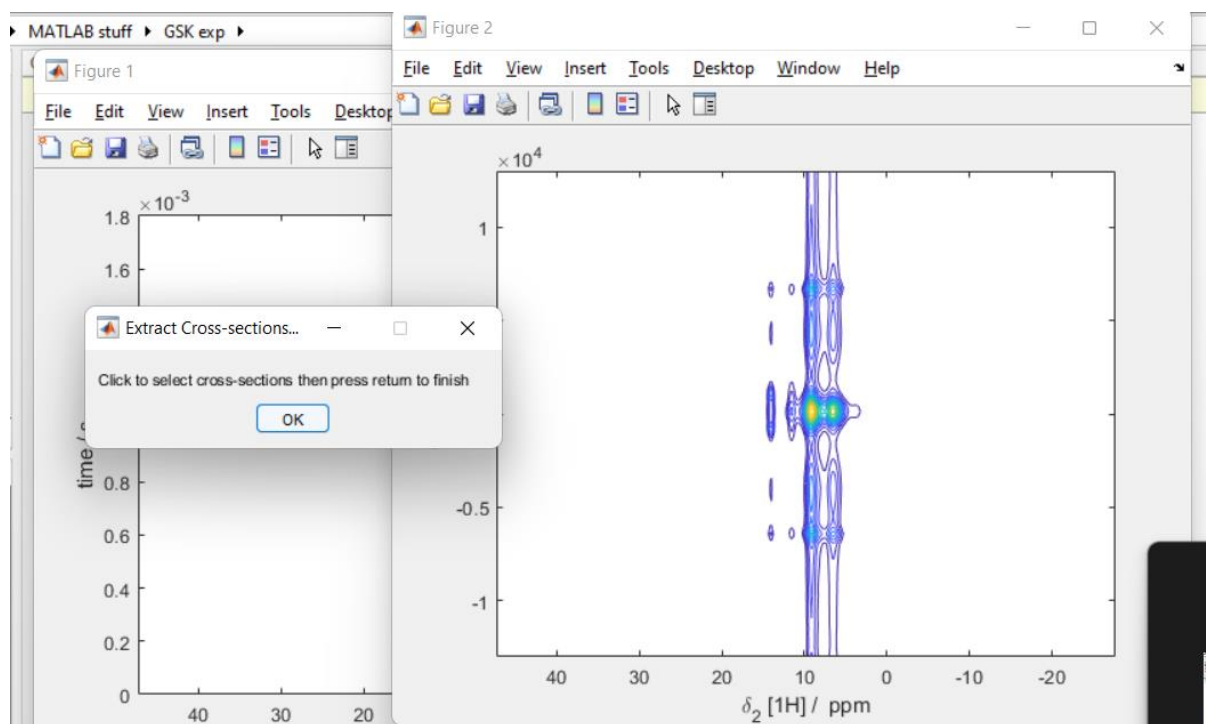 MATLAB stuff GSK exp
Figure 1
File Edit View Insert Tools Desktop
×10-3
1.8
1.6
time /
0.8
0.6
0.4
0.2
0
40 30 20
Extract Cross-sections...
Click to select cross-sections then press return to finish
OK
Figure 2
File Edit View Insert Tools Desktop Window Help
×10⁴
1
-0.5
-1
40 30 20 10 0 -10 -20
δ₂ [1H] / ppm